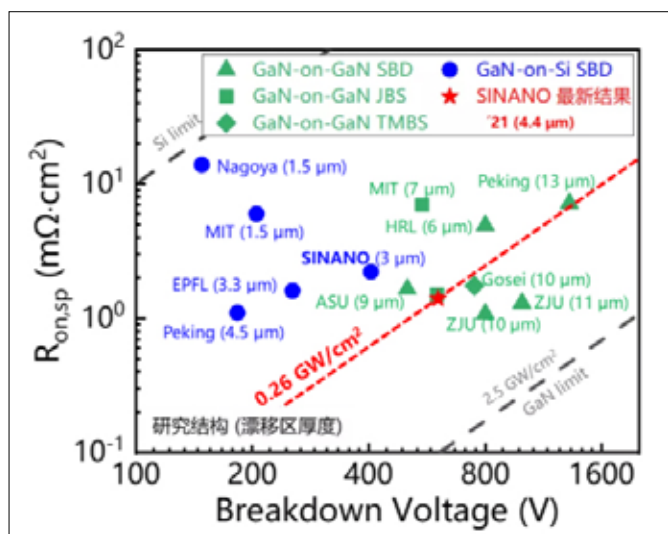 10²
GaN-on-GaN SBD
GaN-on-Si SBD
GaN-on-GaN JBS
SINANO 最新结果
GaN-on-GaN TMBS
'21 (4.4 μm)
Si limit
Nagoya (1.5 μm)
MIT (7 μm)
Peking (13 μm)
10¹
MIT (1.5 μm)
HRL (6 μm)
SINANO (3 μm)
EPFL (3.3 μm)
Gosei (10 μm)
ASU (9 μm)
ZJU (11 μm)
Peking (4.5 μm)
ZJU (10 μm)
10⁰
0.26 GW/cm²
2.5 GW/cm²
GaN limit
研究结构 (漂移区厚度)
10⁻¹
100 200 400 800 1600
Breakdown Voltage (V)
R_on,sp (mΩ·cm²)